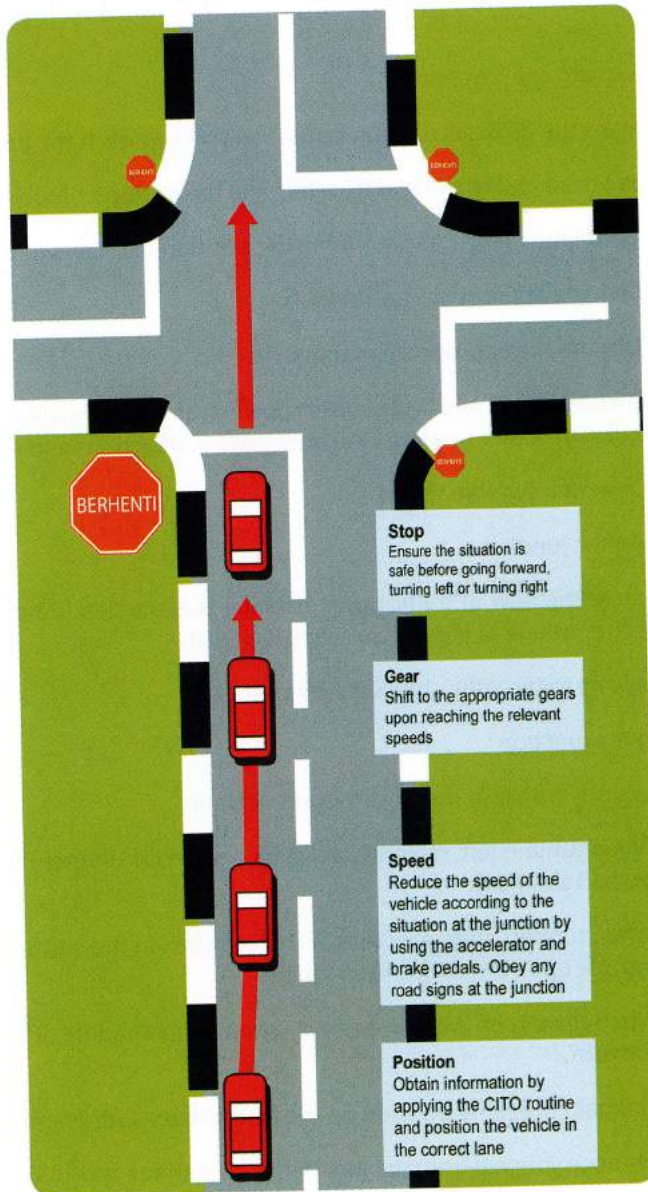 BERHENTI
BERHENTI
BERHENTI
BERHENTI
Stop
Ensure the situation is
safe before going forward,
turning left or turning right
Gear
Shift to the appropriate gears
upon reaching the relevant
speeds
Speed
Reduce the speed of the
vehicle according to the
situation at the junction by
using the accelerator and
brake pedals. Obey any
road signs at the junction
Position
Obtain information by
applying the CITO routine
and position the vehicle in
the correct lane